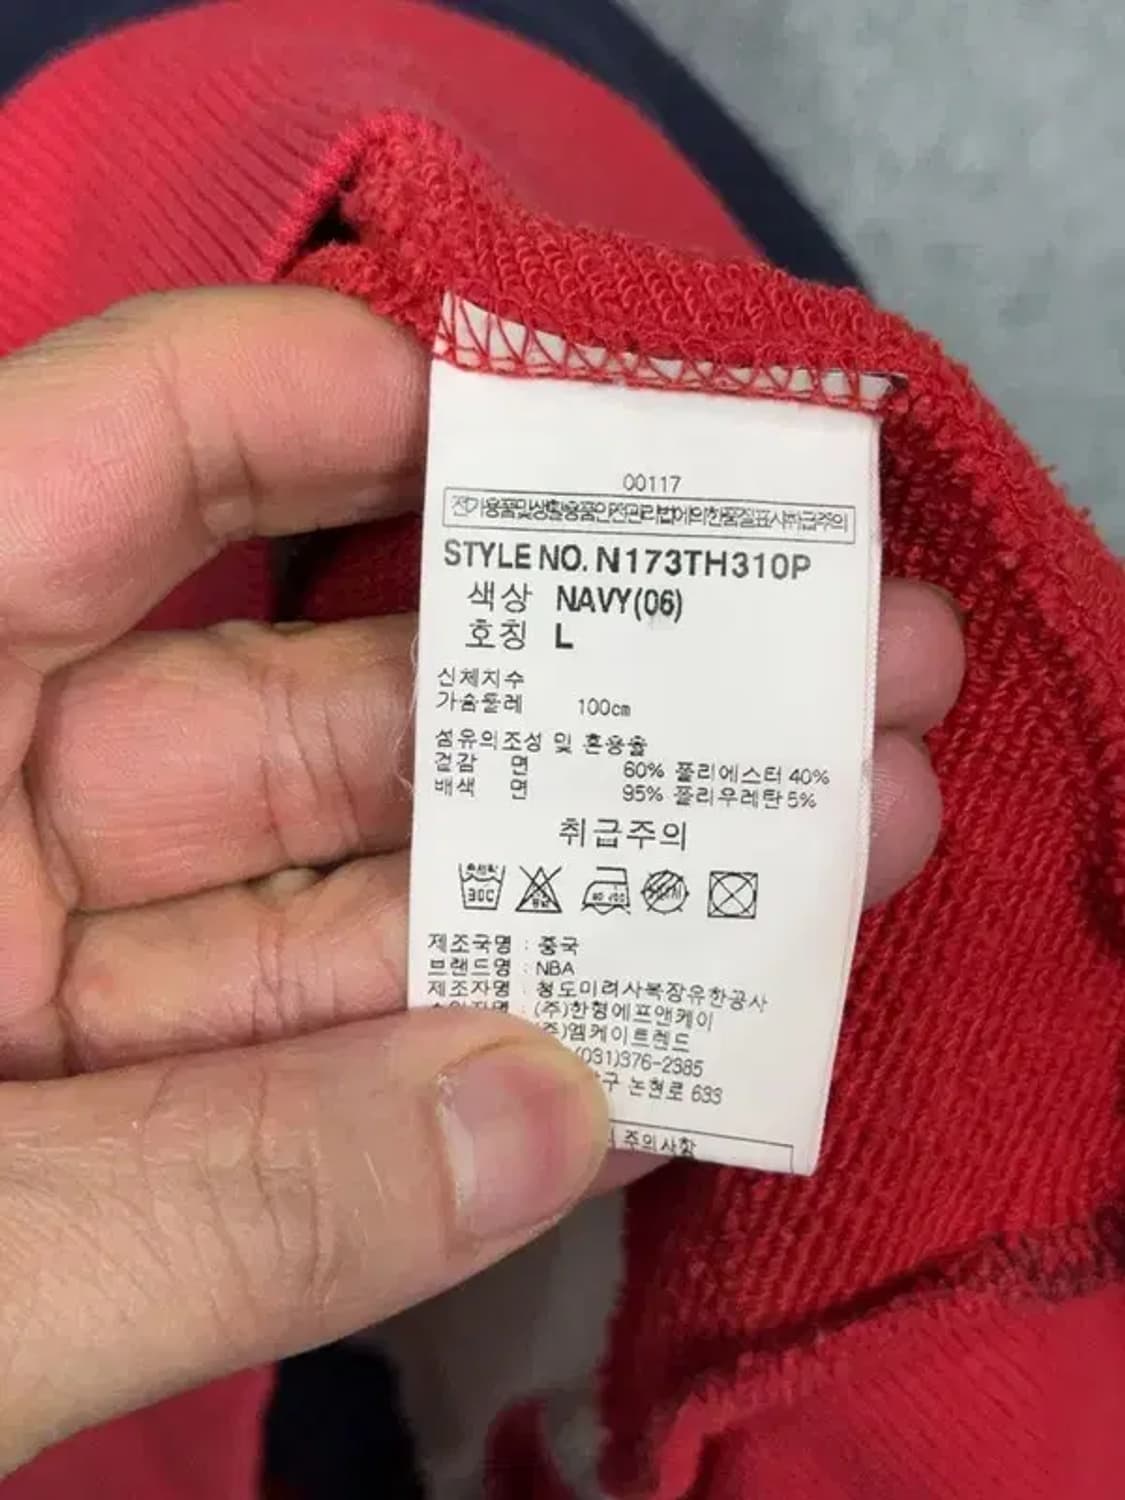 00117
전기용품및생활용품안전관리법에의한품질표시취급주의
STYLE NO. N173TH310P
색상 NAVY(06)
호칭 L
신체치수
가슴둘레 100cm
섬유의조성 및 혼용율
겉감 면 60% 폴리에스터 40%
배색 면 95% 폴리우레탄 5%
취급주의
제조국명 : 중국
브랜드명 : NBA
제조자명 : 청도미려사복장유한공사
: (주)한형에프앤케이
주)엠케이트렌드
(031)376-2385
구 논현로 633
주의사항